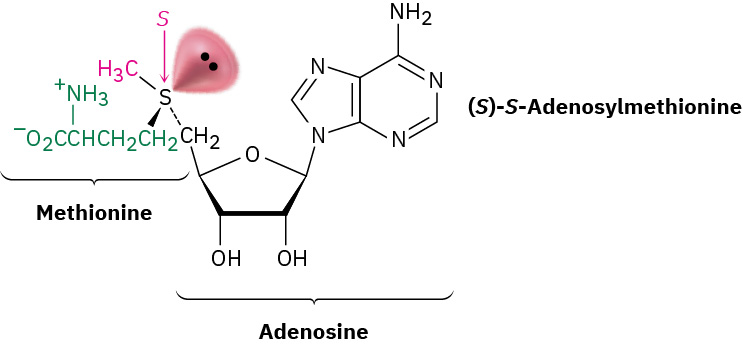 S
NH₂
H₃C
N
N
S
⁺NH₃
(S)-S-Adenosylmethionine
⁻O₂CCHCH₂CH₂ CH₂
N
N
O
Methionine
OH OH
Adenosine